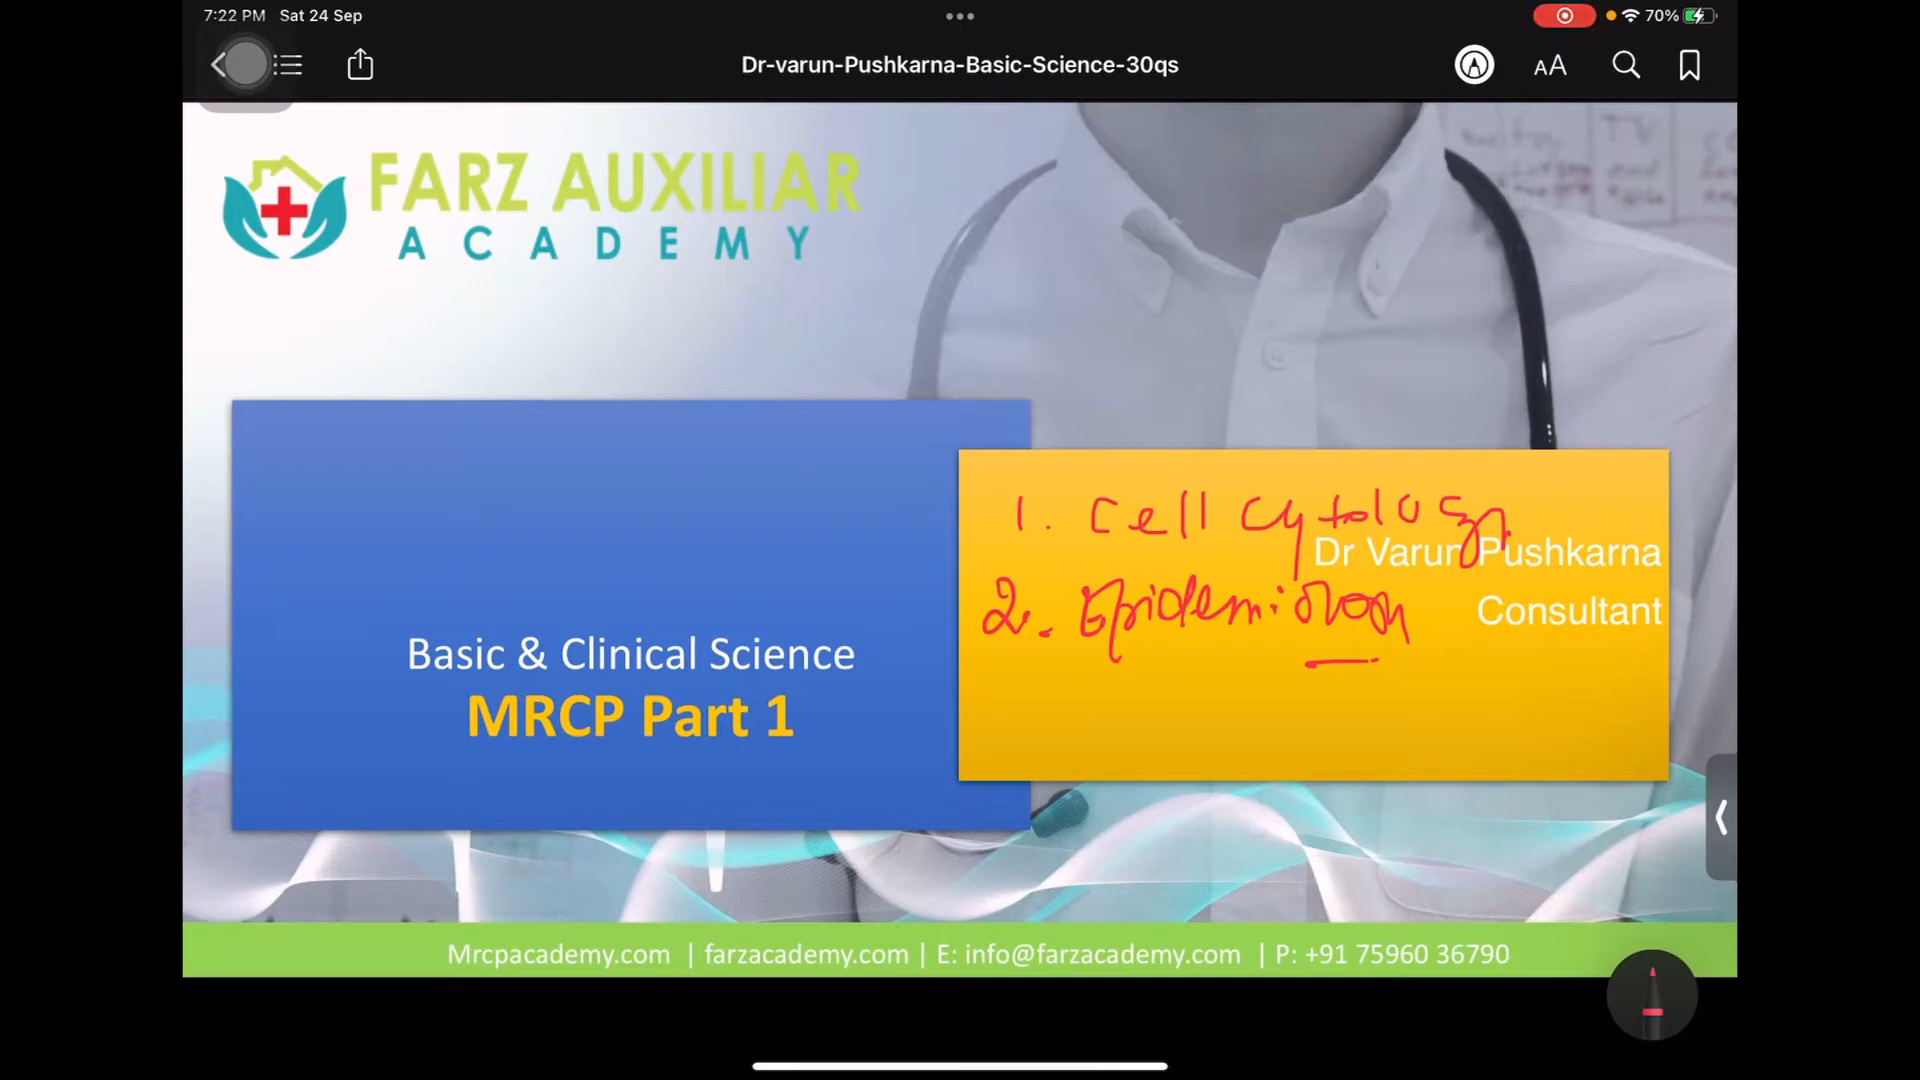 7:22 PM Sat 24 Sep
70%
Dr-varun-Pushkarna-Basic-Science-30qs
AA
FARZ AUXILIAR
ACADEMY
1. Cell cytology
Dr Varun Pushkarna
2. Epidemiology
Consultant
Basic & Clinical Science
MRCP Part 1
Mrcpacademy.com | farzacademy.com | E: info@farzacademy.com | P: +91 75960 36790